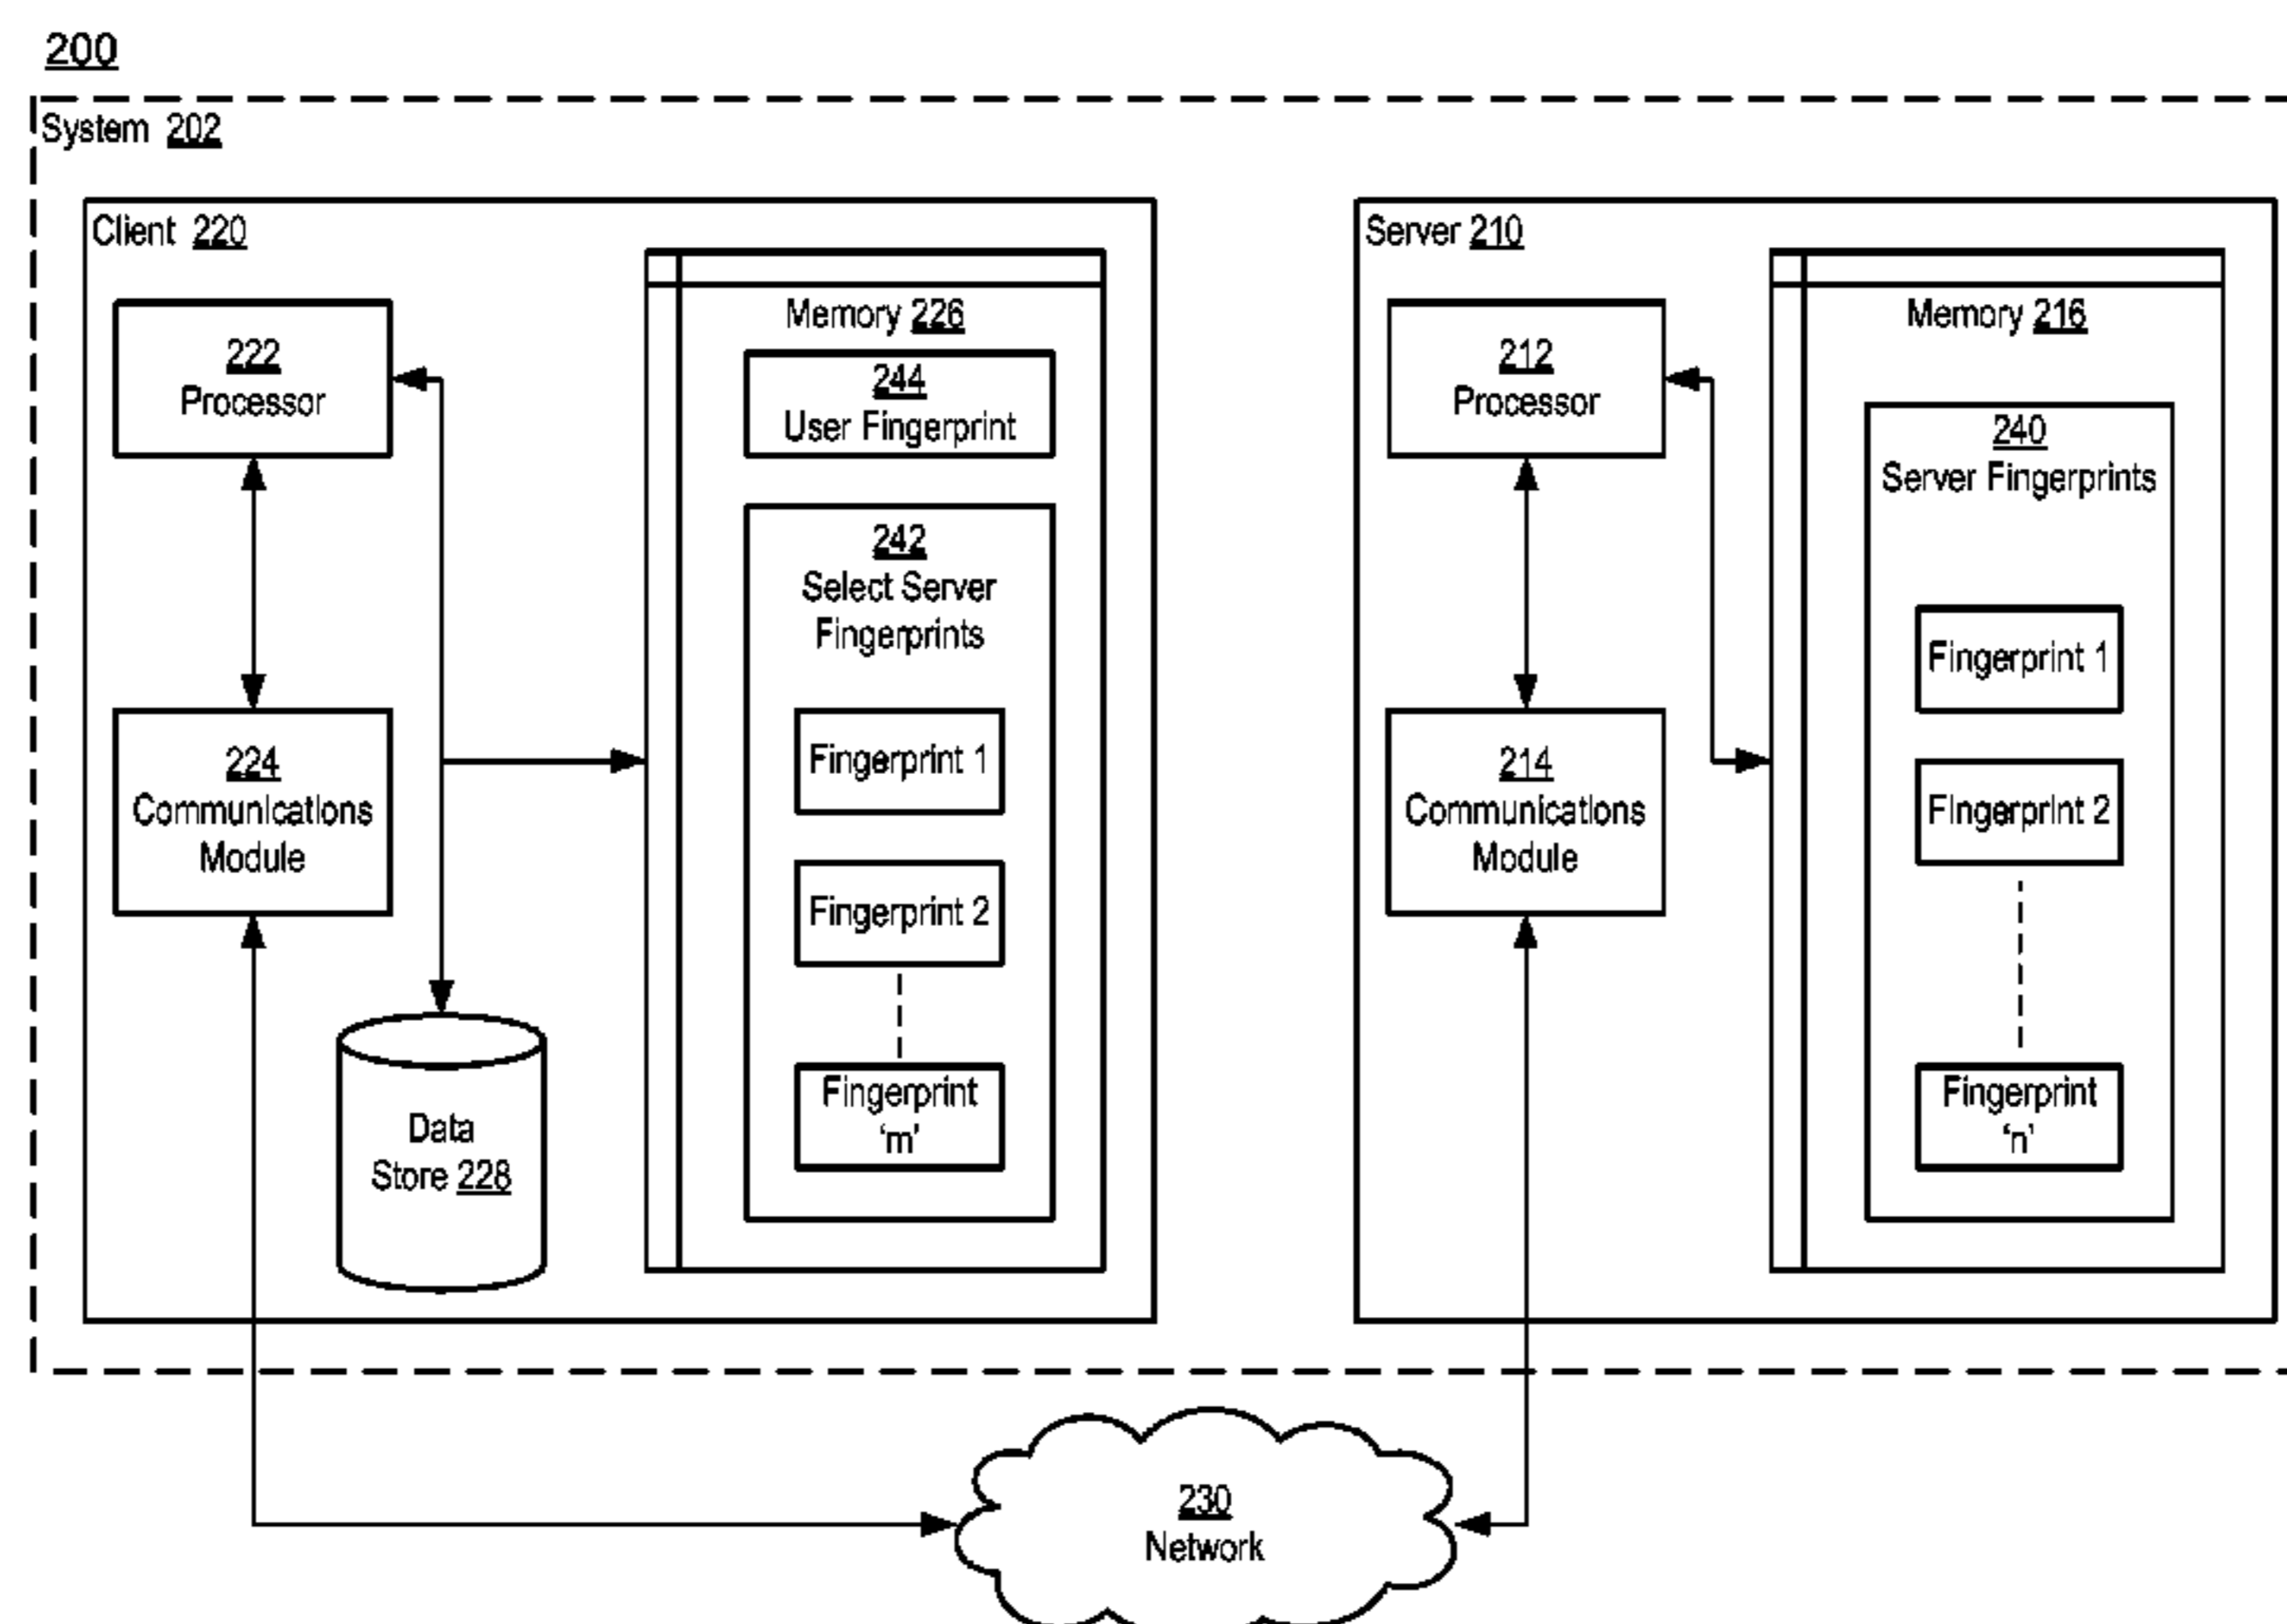 200
System 202
Client 220
222
Processor
224
Communications
Module
Data
Store 228
Memory 226
244
User Fingerprint
242
Select Server
Fingerprints
Fingerprint 1
Fingerprint 2
Fingerprint
‘m’
Server 210
212
Processor
214
Communications
Module
Memory 216
240
Server Fingerprints
Fingerprint 1
Fingerprint 2
Fingerprint
‘n’
230
Network